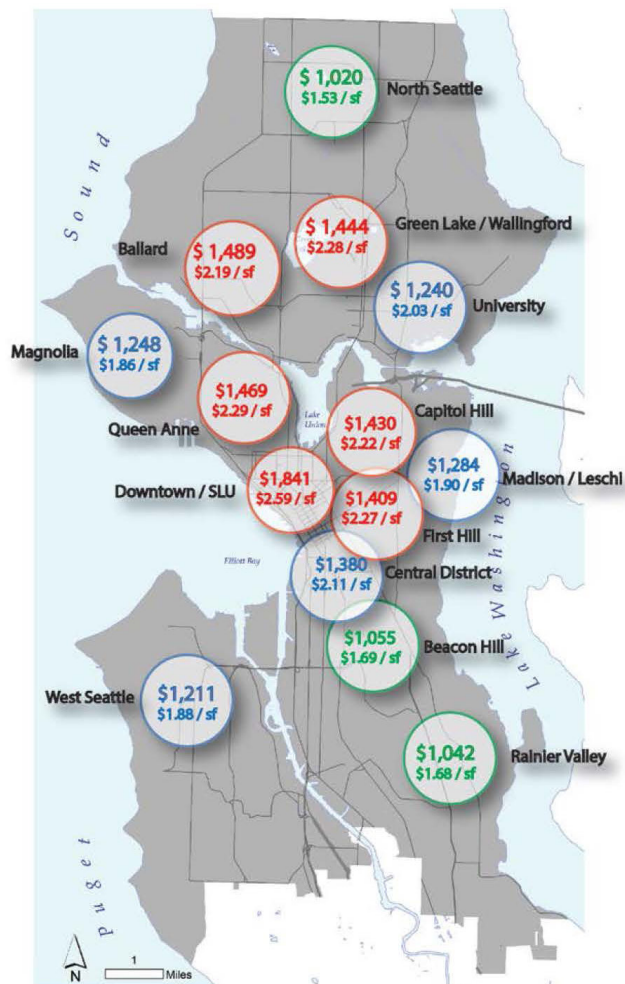 $ 1,020
$1.53 / sf
North Seattle
Sound
$ 1,444
$2.28 / sf
Green Lake / Wallingford
Ballard
$ 1,489
$2.19 / sf
$ 1,240
$2.03 / sf
University
Magnolia
$ 1,248
$1.86 / sf
$1,469
$2.29 / sf
Queen Anne
Lake
Union
Capitol Hill
$1,430
$2.22 / sf
$1,284
$1.90 / sf
Madison / Leschi
Downtown / SLU
$1,841
$2.59 / sf
$1,409
$2.27 / sf
First Hill
Lake Washington
Elliott Bay
$1,380
$2.11 / sf
Central District
$1,055
$1.69 / sf
Beacon Hill
West Seattle
$1,211
$1.88 / sf
$1,042
$1.68 / sf
Rainier Valley
Puget
N
1
Miles